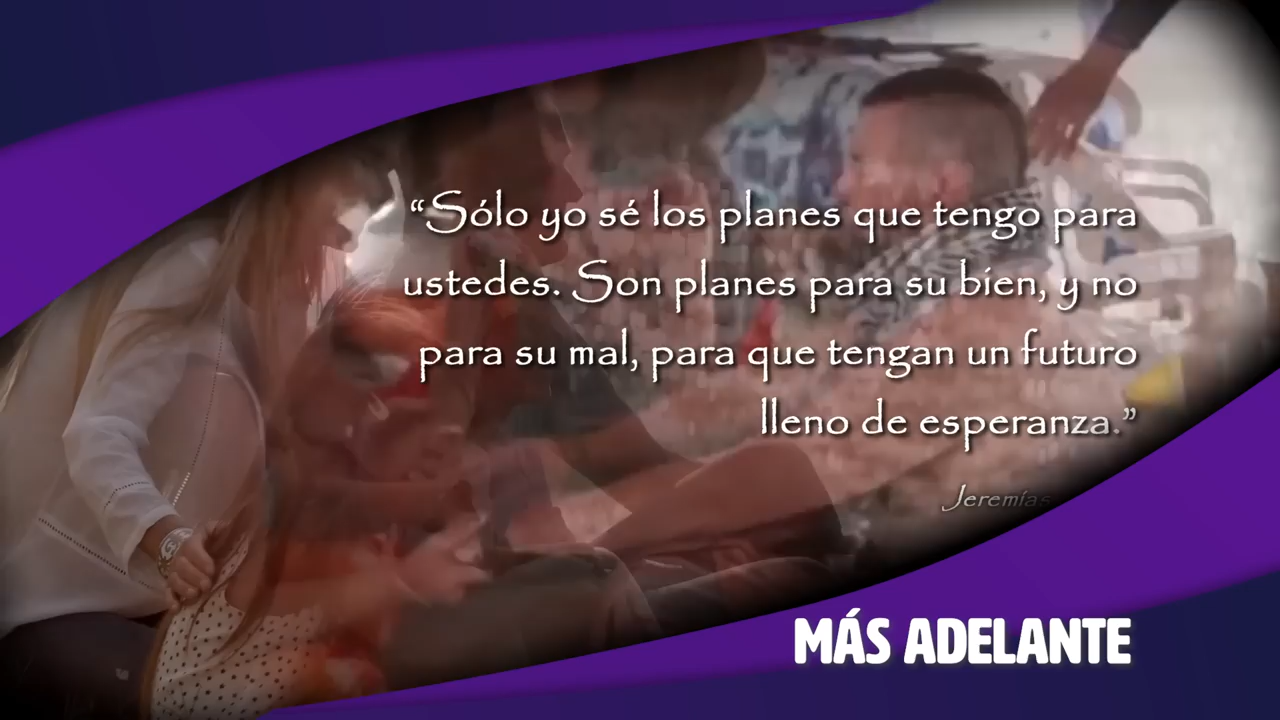 “Sólo yo sé los planes que tengo para
ustedes. Son planes para su bien, y no
para su mal, para que tengan un futuro
lleno de esperanza.”
Jeremías
MÁS ADELANTE